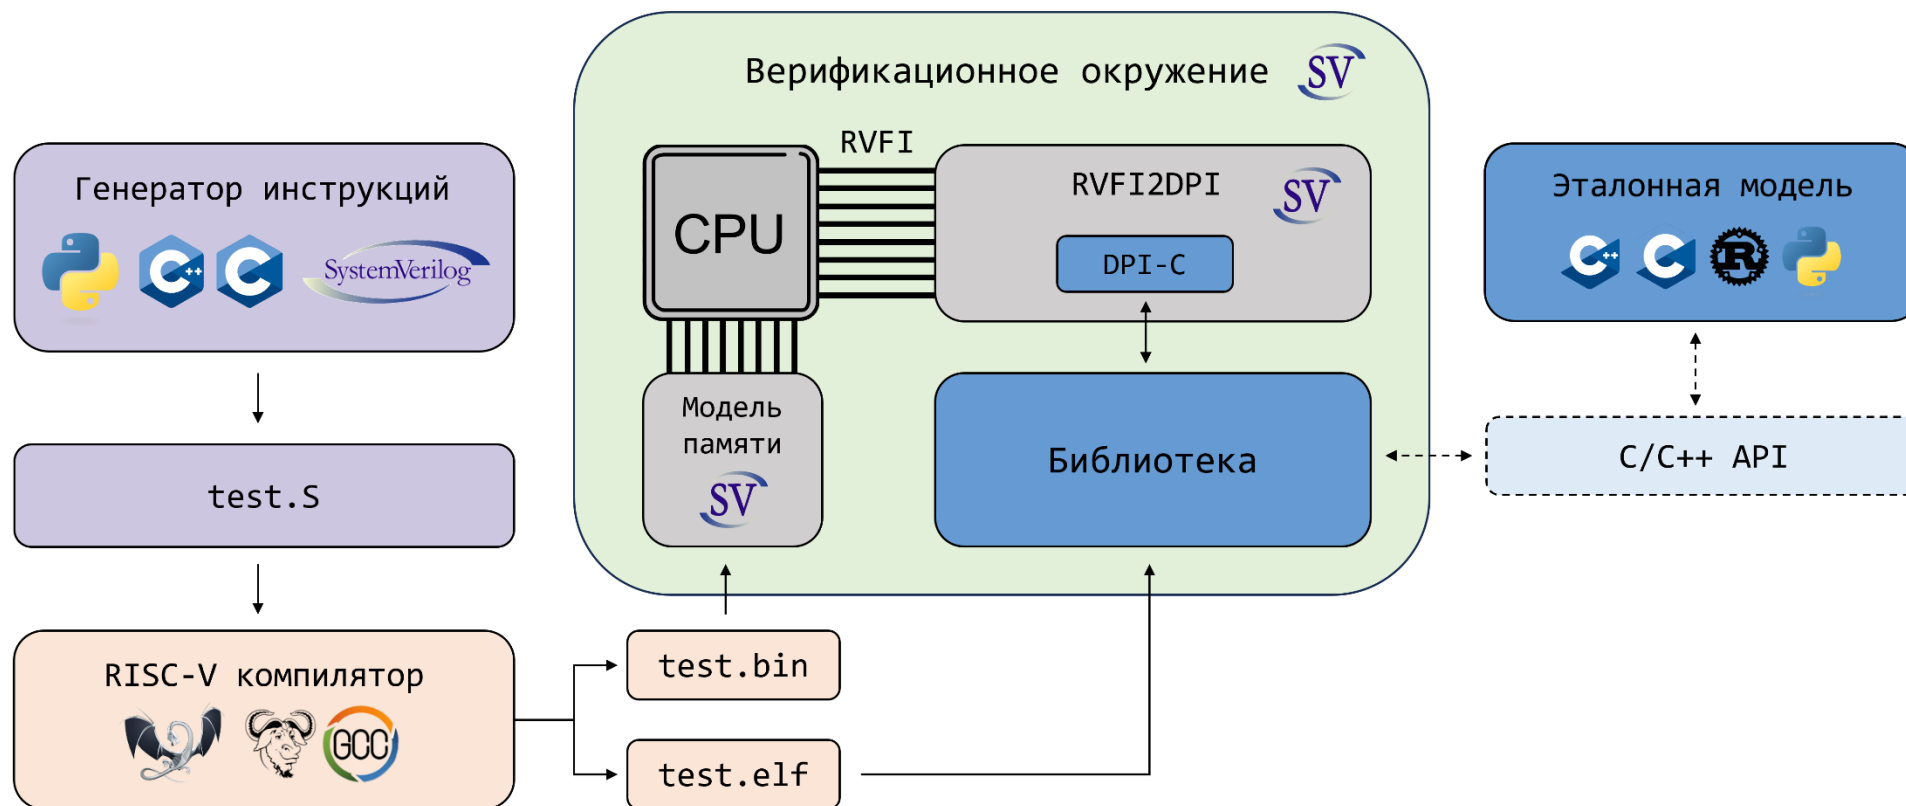 Верификационное окружение SV
Генератор инструкций
C++ C SystemVerilog
test.S
RISC-V компилятор
GCC
test.bin
test.elf
CPU
RVFI
RVFI2DPI SV
DPI-C
Модель
памяти
SV
Библиотека
Эталонная модель
C++ C R
C/C++ API